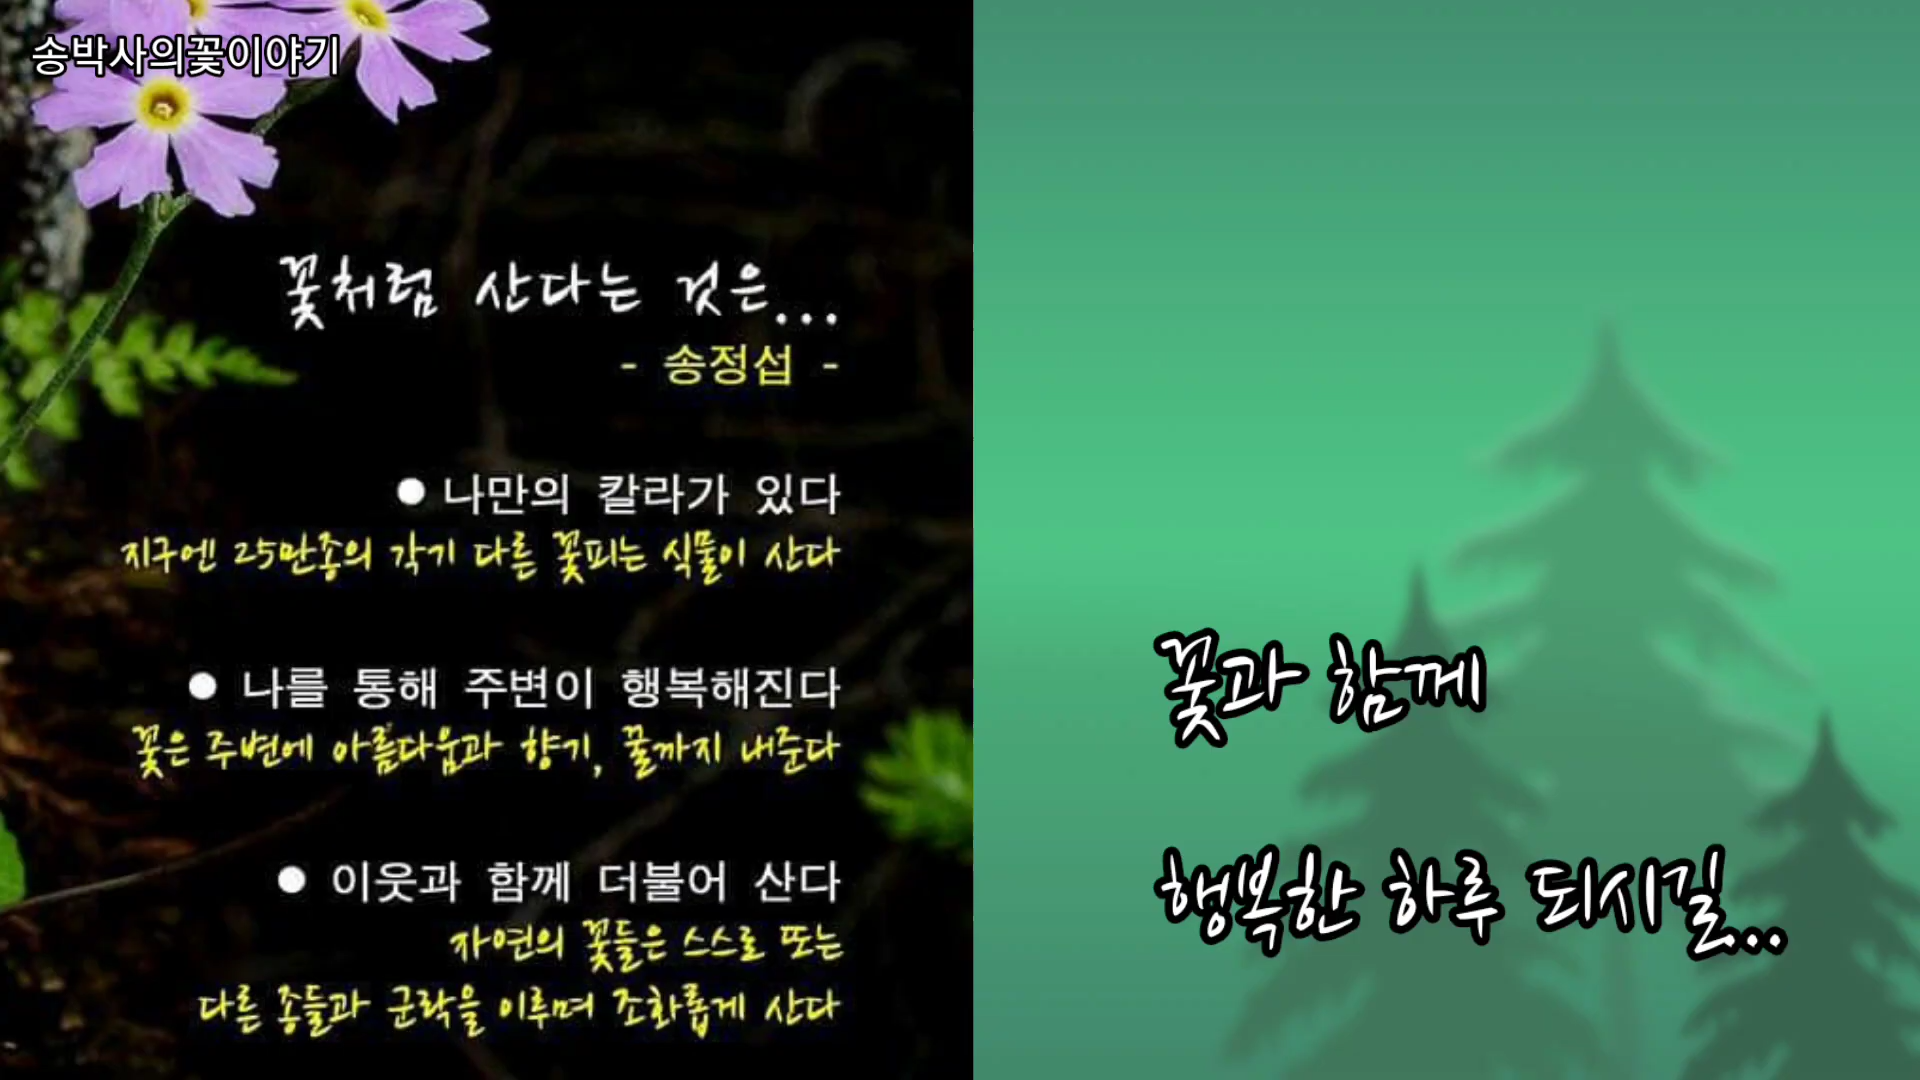 송박사의꽃이야기
꽃처럼 산다는 것은...
- 송정섭 -
● 나만의 칼라가 있다
지구엔 25만종의 각기 다른 꽃피는 식물이 산다
● 나를 통해 주변이 행복해진다
꽃은 주변에 아름다움과 향기, 꿀까지 내준다
● 이웃과 함께 더불어 산다
자연의 꽃들은 스스로 또는
다른 종들과 군락을 이루며 조화롭게 산다
꽃과 함께
행복한 하루 되시길...